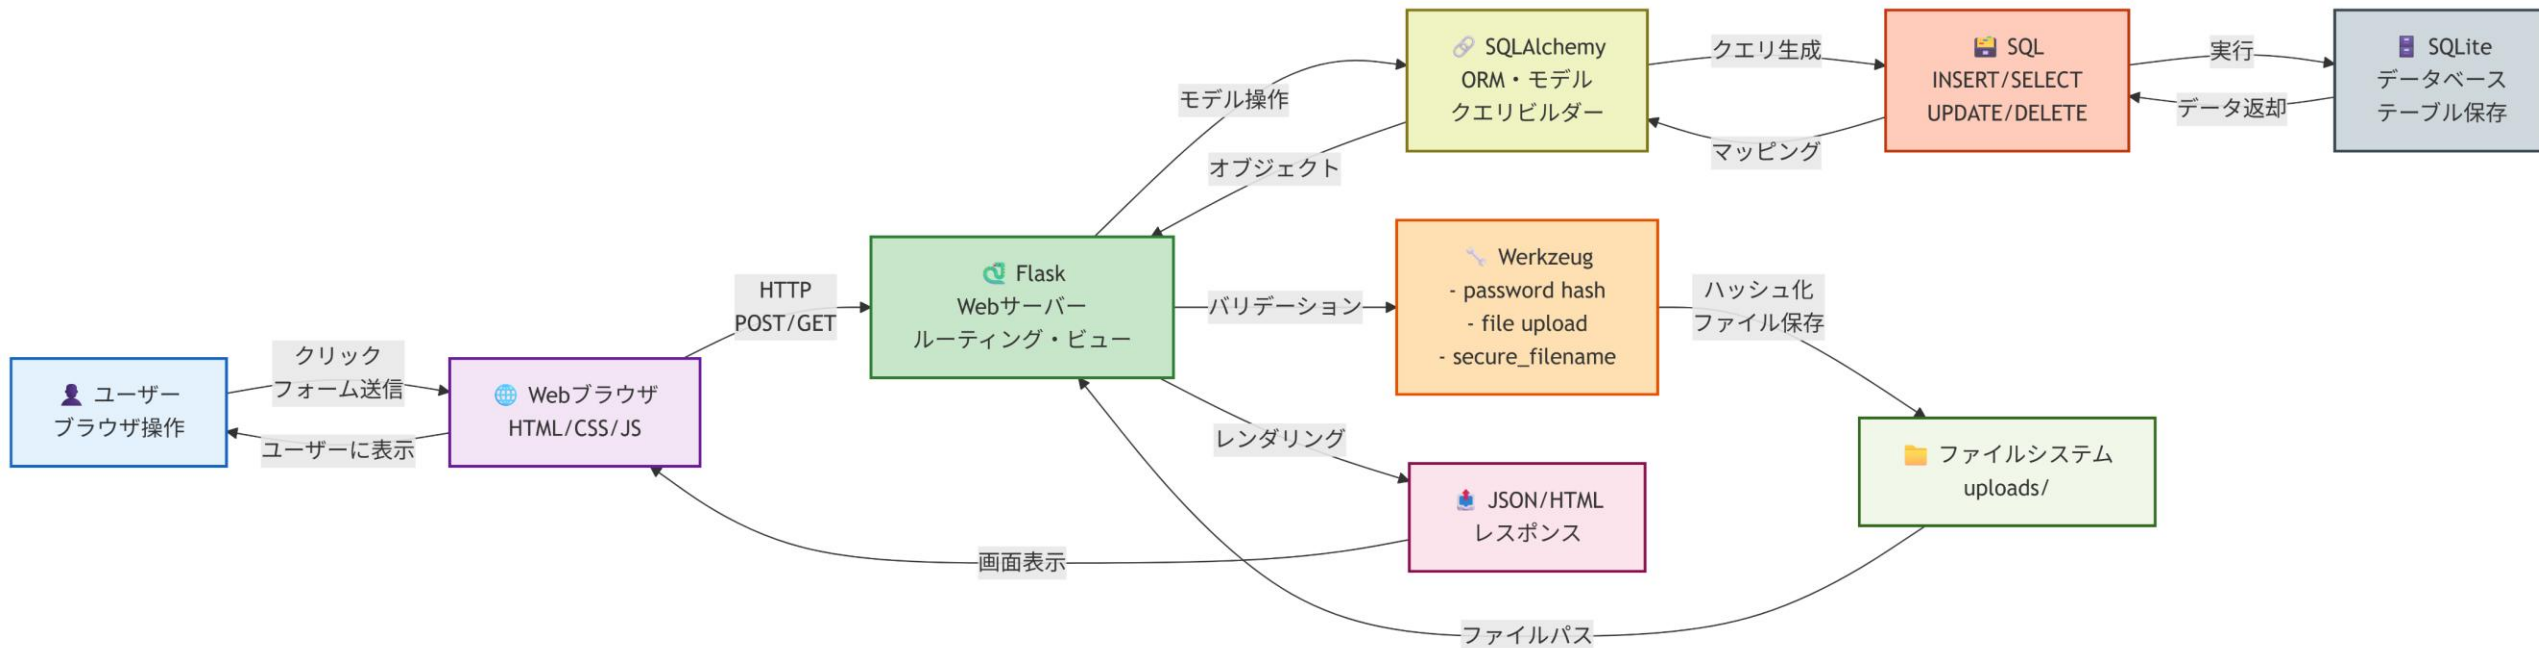 ユーザー
ブラウザ操作
クリック
フォーム送信
ユーザーに表示
Webブラウザ
HTML/CSS/JS
HTTP
POST/GET
Flask
Webサーバー
ルーティング・ビュー
モデル操作
オブジェクト
SQLAlchemy
ORM・モデル
クエリビルダー
クエリ生成
マッピング
SQL
INSERT/SELECT
UPDATE/DELETE
実行
データ返却
SQLite
データベース
テーブル保存
バリデーション
Werkzeug
- password hash
- file upload
- secure_filename
ハッシュ化
ファイル保存
ファイルシステム
uploads/
レンダリング
JSON/HTML
レスポンス
画面表示
ファイルパス